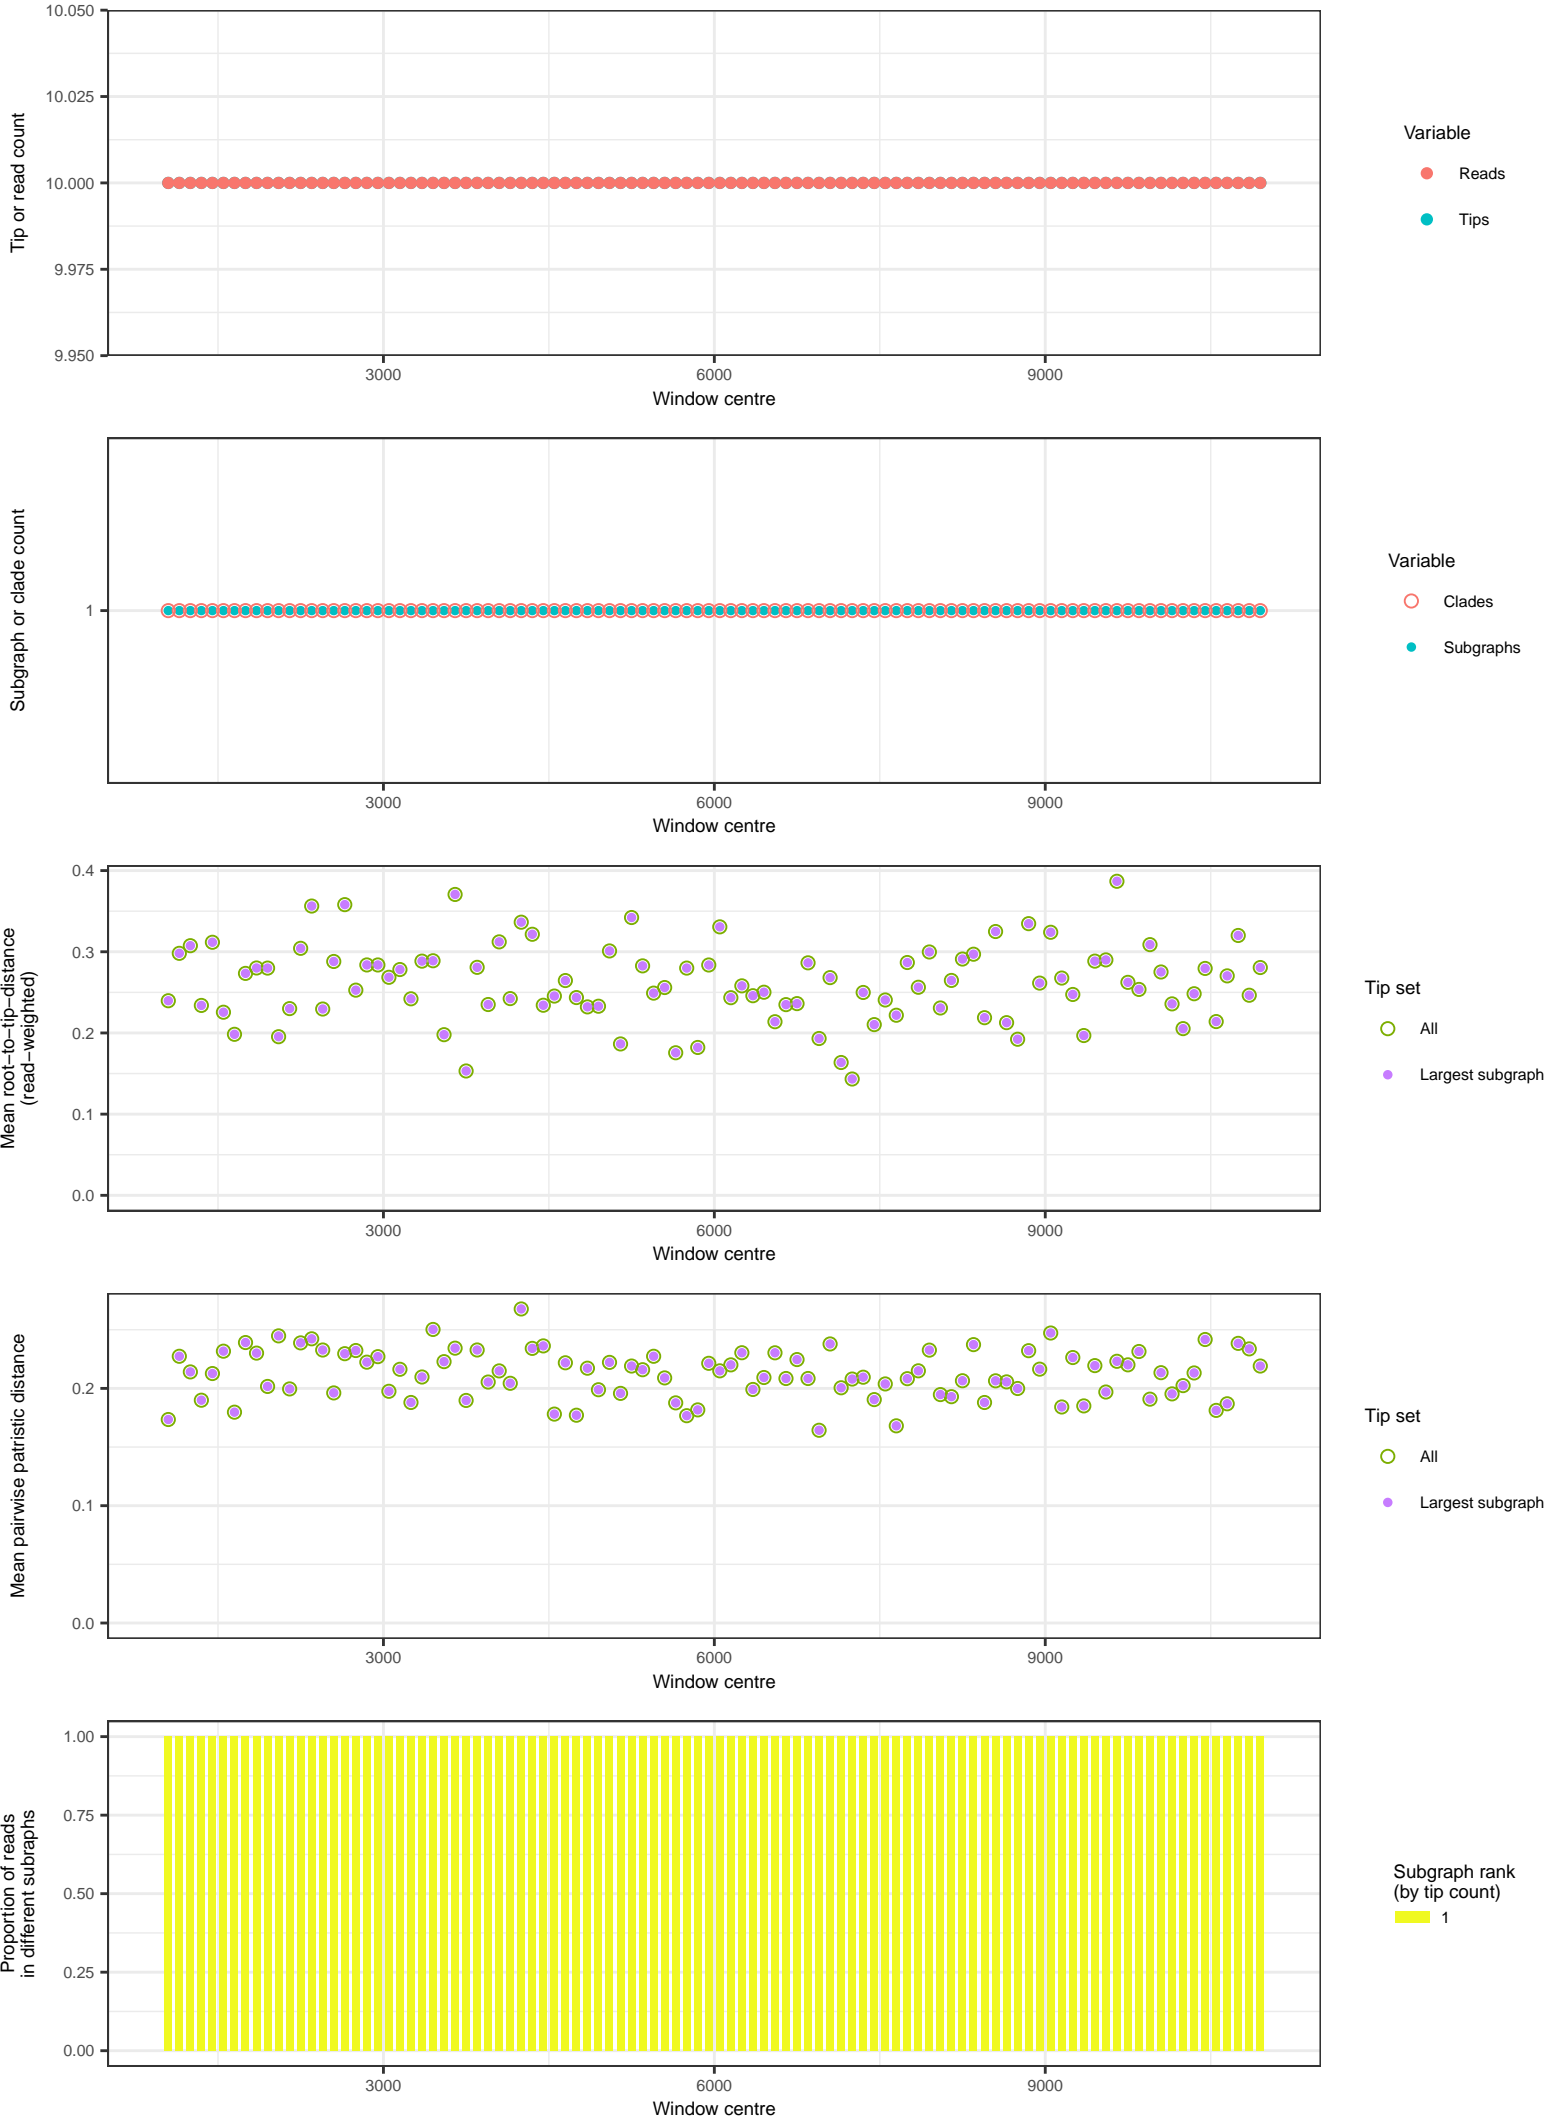 10.050
10.025
10.000
9.975
9.950
Tip or read count
3000 6000 9000
Window centre
Variable
Reads
Tips
1
Subgraph or clade count
3000 6000 9000
Window centre
Variable
Clades
Subgraphs
0.4
0.3
0.2
0.1
0.0
Mean root−to−tip−distance
(read−weighted)
3000 6000 9000
Window centre
Tip set
All
Largest subgraph
0.2
0.1
0.0
Mean pairwise patristic distance
3000 6000 9000
Window centre
Tip set
All
Largest subgraph
1.00
0.75
0.50
0.25
0.00
Proportion of reads
in different subraphs
3000 6000 9000
Window centre
Subgraph rank
(by tip count)
1